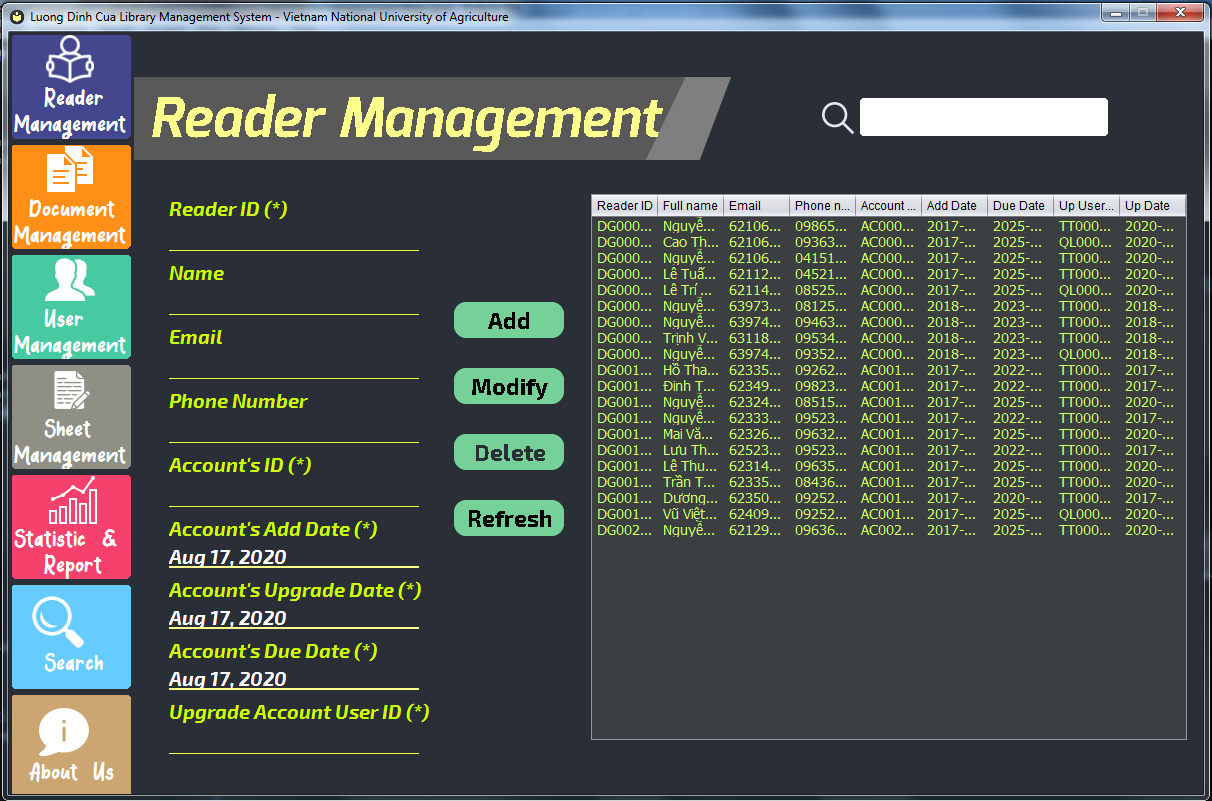 Luong Dinh Cua Library Management System - Vietnam National University of Agriculture
Reader
Management
Document
Management
User
Management
Sheet
Management
Statistic &
Report
Search
About Us
Reader Management
Reader ID (*)
Name
Email
Phone Number
Account's ID (*)
Account's Add Date (*)
Aug 17, 2020
Account's Upgrade Date (*)
Aug 17, 2020
Account's Due Date (*)
Aug 17, 2020
Upgrade Account User ID (*)
Add
Modify
Delete
Refresh
Reader ID Full name Email Phone n... Account ... Add Date Due Date Up User... Up Date
DG000... Nguyễ... 62106... 09865... AC000... 2017-... 2025-... TT000... 2020-...
DG000... Cao Th... 62106... 09363... AC000... 2017-... 2025-... QL000... 2020-...
DG000... Nguyễ... 62106... 04151... AC000... 2017-... 2025-... TT000... 2020-...
DG000... Lê Tuấ... 62112... 04521... AC000... 2017-... 2025-... TT000... 2020-...
DG000... Lê Trí ... 62114... 08525... AC000... 2017-... 2025-... QL000... 2020-...
DG000... Nguyễ... 63973... 08125... AC000... 2018-... 2023-... TT000... 2018-...
DG000... Nguyễ... 63974... 09463... AC000... 2018-... 2023-... TT000... 2018-...
DG000... Trịnh V... 63118... 09534... AC000... 2018-... 2023-... TT000... 2018-...
DG000... Nguyễ... 63974... 09352... AC000... 2018-... 2023-... QL000... 2018-...
DG001... Hồ Tha... 62335... 09262... AC001... 2017-... 2022-... TT000... 2017-...
DG001... Đinh T... 62349... 09823... AC001... 2017-... 2022-... TT000... 2017-...
DG001... Nguyễ... 62324... 08515... AC001... 2017-... 2025-... TT000... 2020-...
DG001... Nguyễ... 62333... 09523... AC001... 2017-... 2022-... TT000... 2017-...
DG001... Mai Vă... 62326... 09632... AC001... 2017-... 2025-... TT000... 2020-...
DG001... Lưu Th... 62523... 09523... AC001... 2017-... 2022-... TT000... 2017-...
DG001... Lê Thu... 62314... 09635... AC001... 2017-... 2025-... TT000... 2020-...
DG001... Trần T... 62335... 08436... AC001... 2017-... 2025-... TT000... 2020-...
DG001... Dương... 62350... 09252... AC001... 2017-... 2020-... TT000... 2017-...
DG001... Vũ Việt... 62409... 09252... AC001... 2017-... 2025-... QL000... 2020-...
DG002... Nguyễ... 62129... 09636... AC002... 2017-... 2025-... TT000... 2020-...